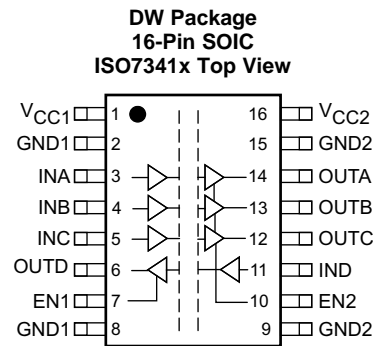 DW Package
16-Pin SOIC
ISO7341x Top View
VCC1 1 16 VCC2
GND1 2 15 GND2
INA 3 14 OUTA
INB 4 13 OUTB
INC 5 12 OUTC
OUTD 6 11 IND
EN1 7 10 EN2
GND1 8 9 GND2